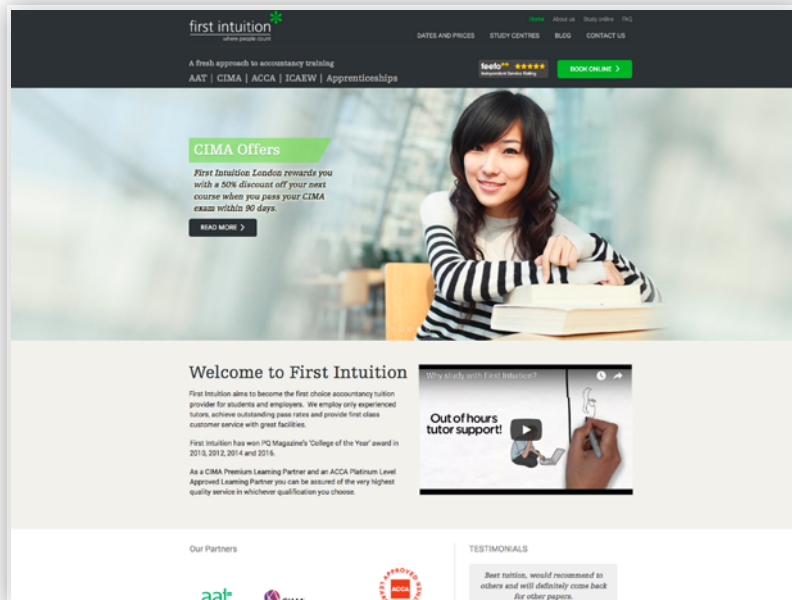 first intuition
where people count
Home About us Study online FAQ
DATES AND PRICES STUDY CENTRES BLOG CONTACT US
A fresh approach to accountancy training
AAT | CIMA | ACCA | ICAEW | Apprenticeships
feefo
Independent Service Rating
BOOK ONLINE
CIMA Offers
First Intuition London rewards you
with a 50% discount off your next
course when you pass your CIMA
exam within 90 days.
READ MORE
Welcome to First Intuition
First Intuition aims to become the first choice accountancy tuition
provider for students and employers. We employ only experienced
tutors, achieve outstanding pass rates and provide first class
customer service with great facilities.
First Intuition has won PQ Magazine's 'College of the Year' award in
2010, 2012, 2014 and 2016.
As a CIMA Premium Learning Partner and an ACCA Platinum Level
Approved Learning Partner you can be assured of the very highest
quality service in whichever qualification you choose.
Why study with First Intuition?
Out of hours
tutor support!
Our Partners
aat
CIMA
APPROVED
ACCA
TESTIMONIALS
Best tuition, would recommend to
others and will definitely come back
for other papers.